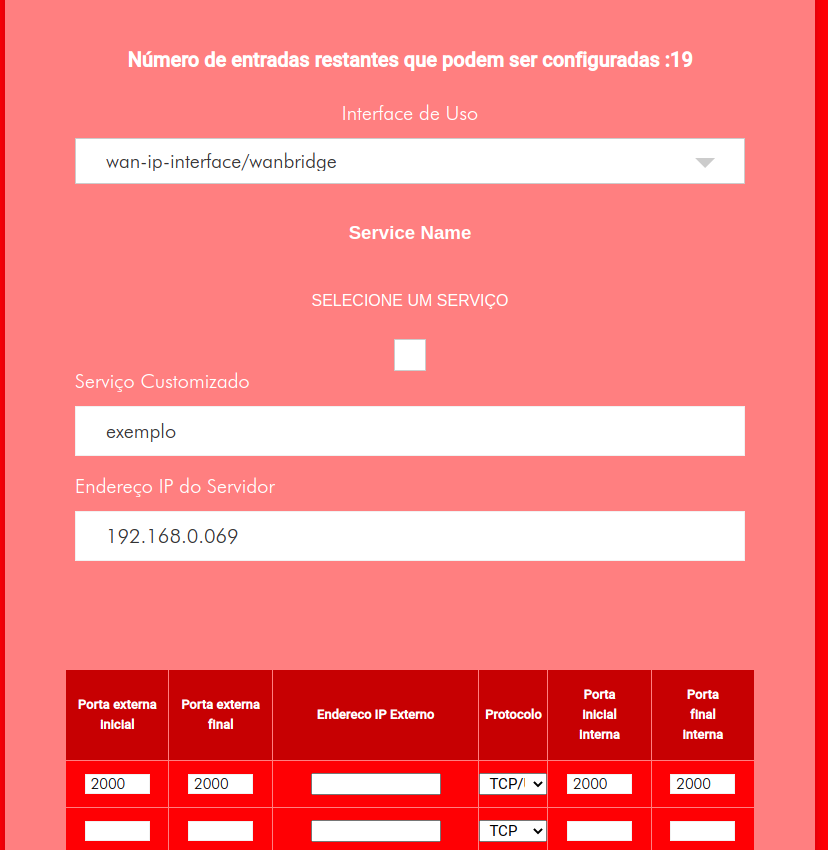 Número de entradas restantes que podem ser configuradas :19
Interface de Uso
wan-ip-interface/wanbridge
Service Name
SELECIONE UM SERVIÇO
Serviço Customizado
exemplo
Endereço IP do Servidor
192.168.0.069
Porta externa inicial
Porta externa final
Endereco IP Externo
Protocolo
Porta inicial interna
Porta final interna
2000 2000 TCP/U 2000 2000
TCP